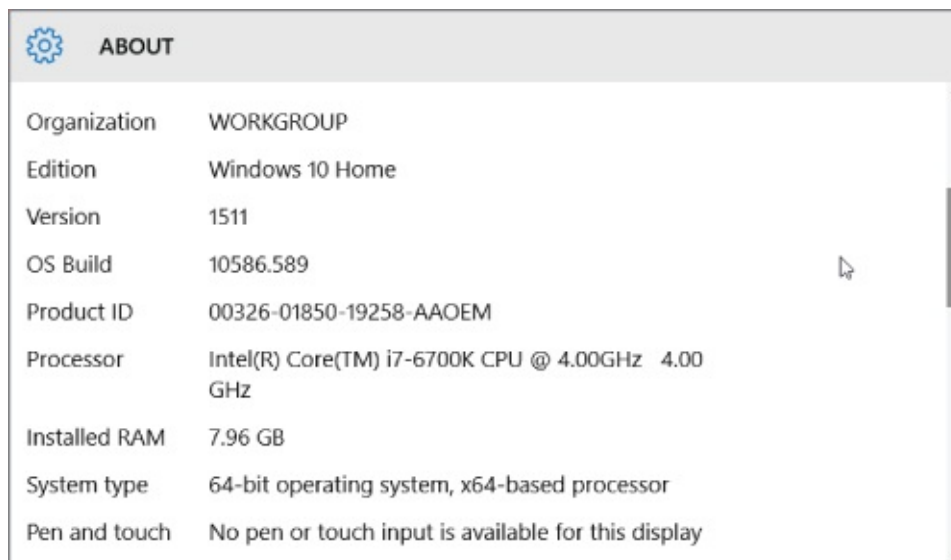 ABOUT
Organization WORKGROUP
Edition Windows 10 Home
Version 1511
OS Build 10586.589
Product ID 00326-01850-19258-AAOEM
Processor Intel(R) Core(TM) i7-6700K CPU @ 4.00GHz 4.00
GHz
Installed RAM 7.96 GB
System type 64-bit operating system, x64-based processor
Pen and touch No pen or touch input is available for this display